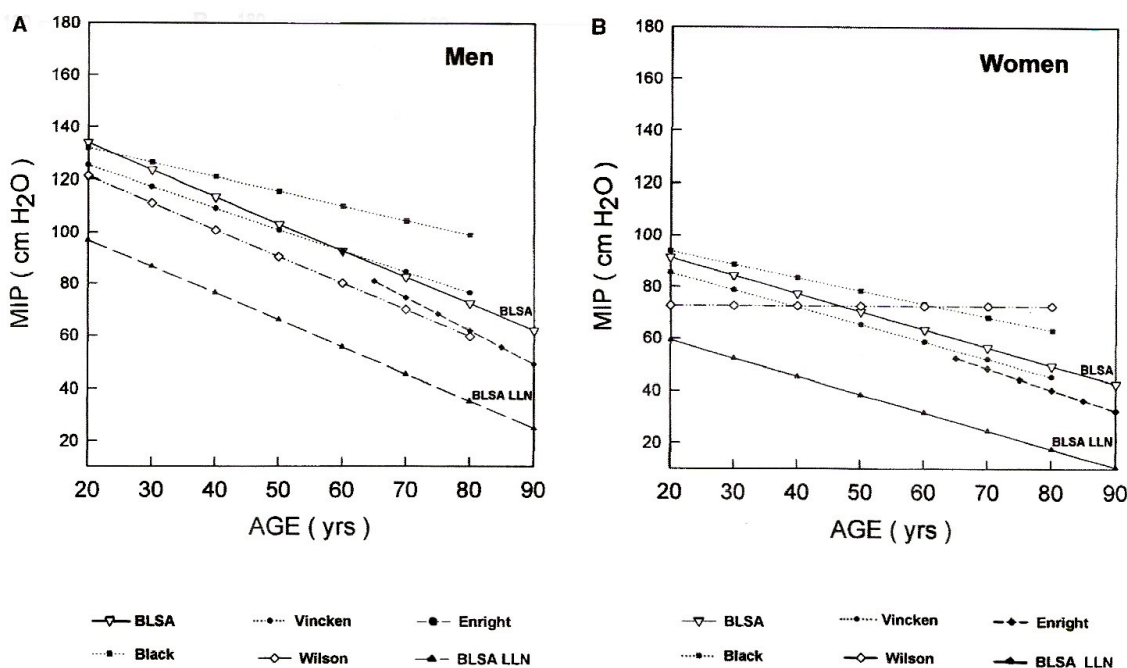 A
Men
MIP ( cm H2O )
180
160
140
120
100
80
60
40
20
BLSA
BLSA LLN
20 30 40 50 60 70 80 90
AGE ( yrs )
BLSA Vincken Enright
Black Wilson BLSA LLN
B
Women
MIP ( cm H2O )
180
160
140
120
100
80
60
40
20
BLSA
BLSA LLN
20 30 40 50 60 70 80 90
AGE ( yrs )
BLSA Vincken Enright
Black Wilson BLSA LLN